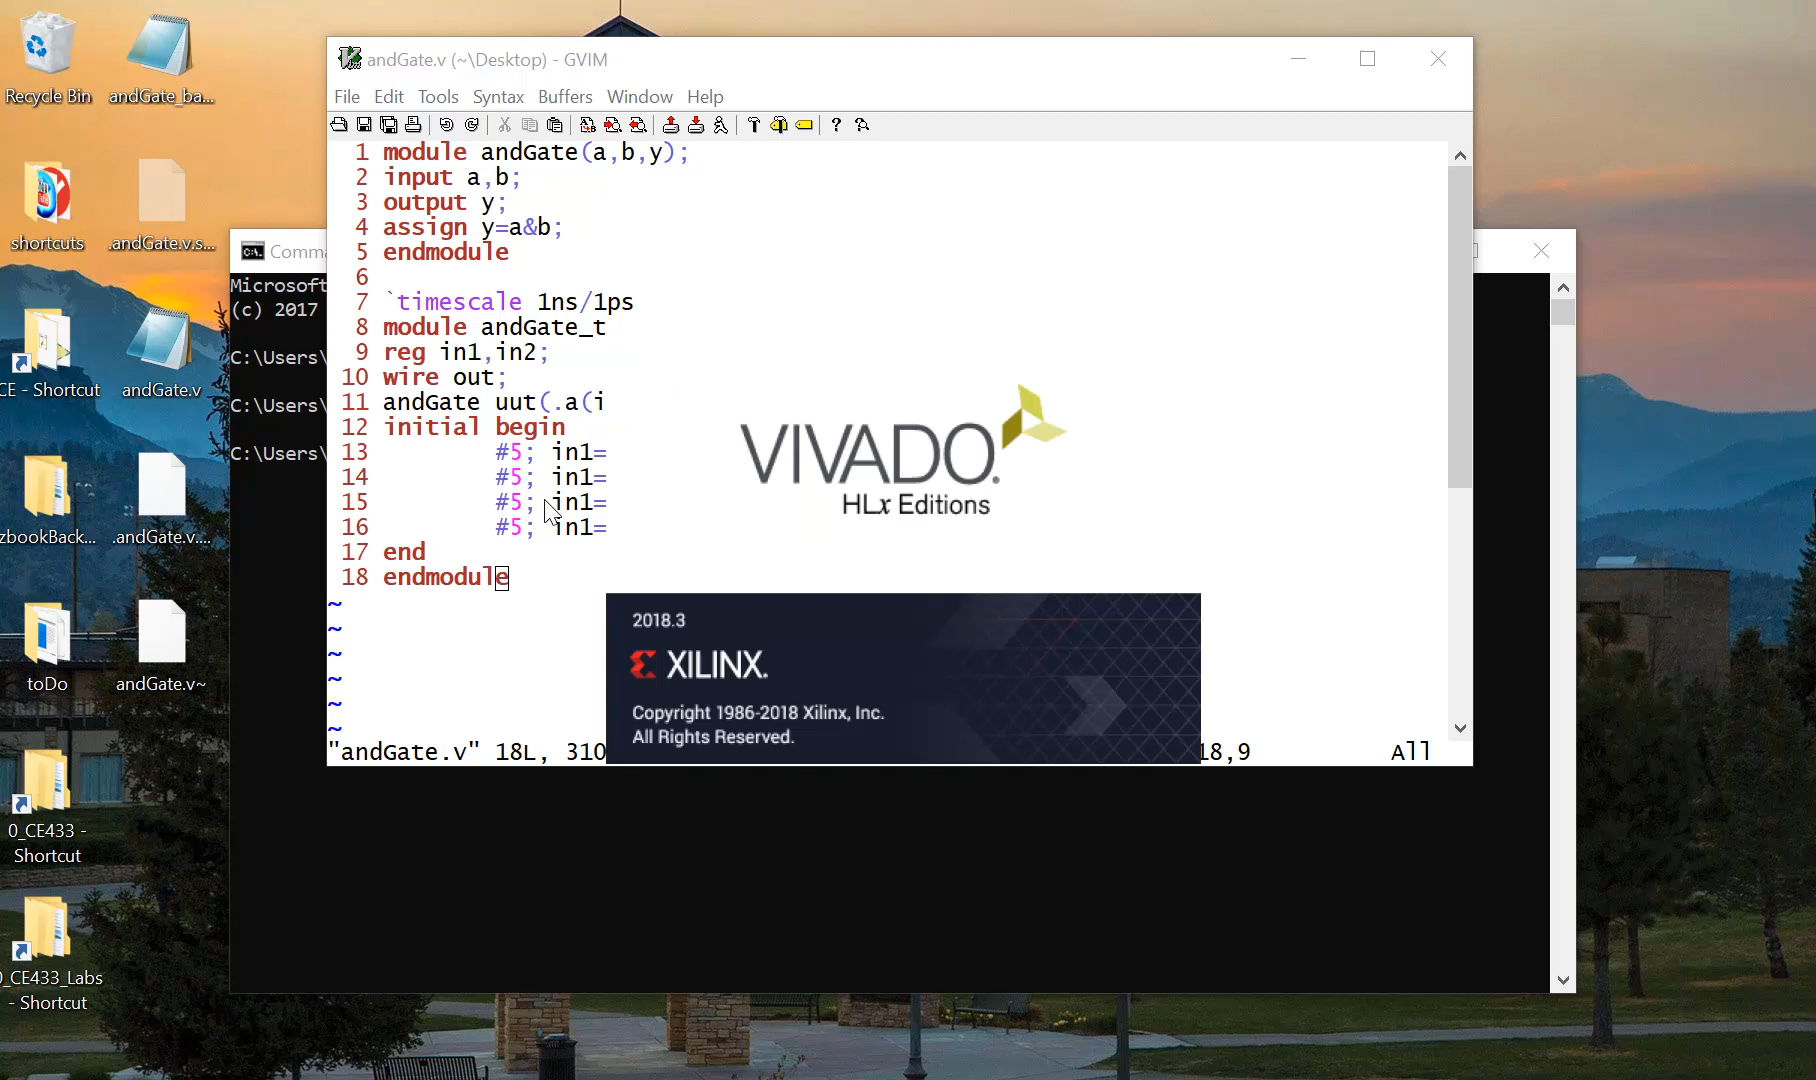 Recycle Bin
andGate_ba...
shortcuts
.andGate.v.s...
CE - Shortcut
andGate.v
zbookBack...
.andGate.v....
toDo
andGate.v~
0_CE433 -
Shortcut
0_CE433_Labs
- Shortcut
andGate.v (~\Desktop) - GVIM
File Edit Tools Syntax Buffers Window Help
1 module andGate(a,b,y);
2 input a,b;
3 output y;
4 assign y=a&b;
5 endmodule
6
7 `timescale 1ns/1ps
8 module andGate_t
9 reg in1,in2;
10 wire out;
11 andGate uut(.a(i
12 initial begin
13 #5; in1=
14 #5; in1=
15 #5; in1=
16 #5; in1=
17 end
18 endmodule
~
~
~
~
~
~
"andGate.v" 18L, 310
18,9
All
VIVADO.
HLx Editions
2018.3
XILINX.
Copyright 1986-2018 Xilinx, Inc.
All Rights Reserved.
Comma
Microsoft
(c) 2017
C:\Users\
C:\Users\
C:\Users\